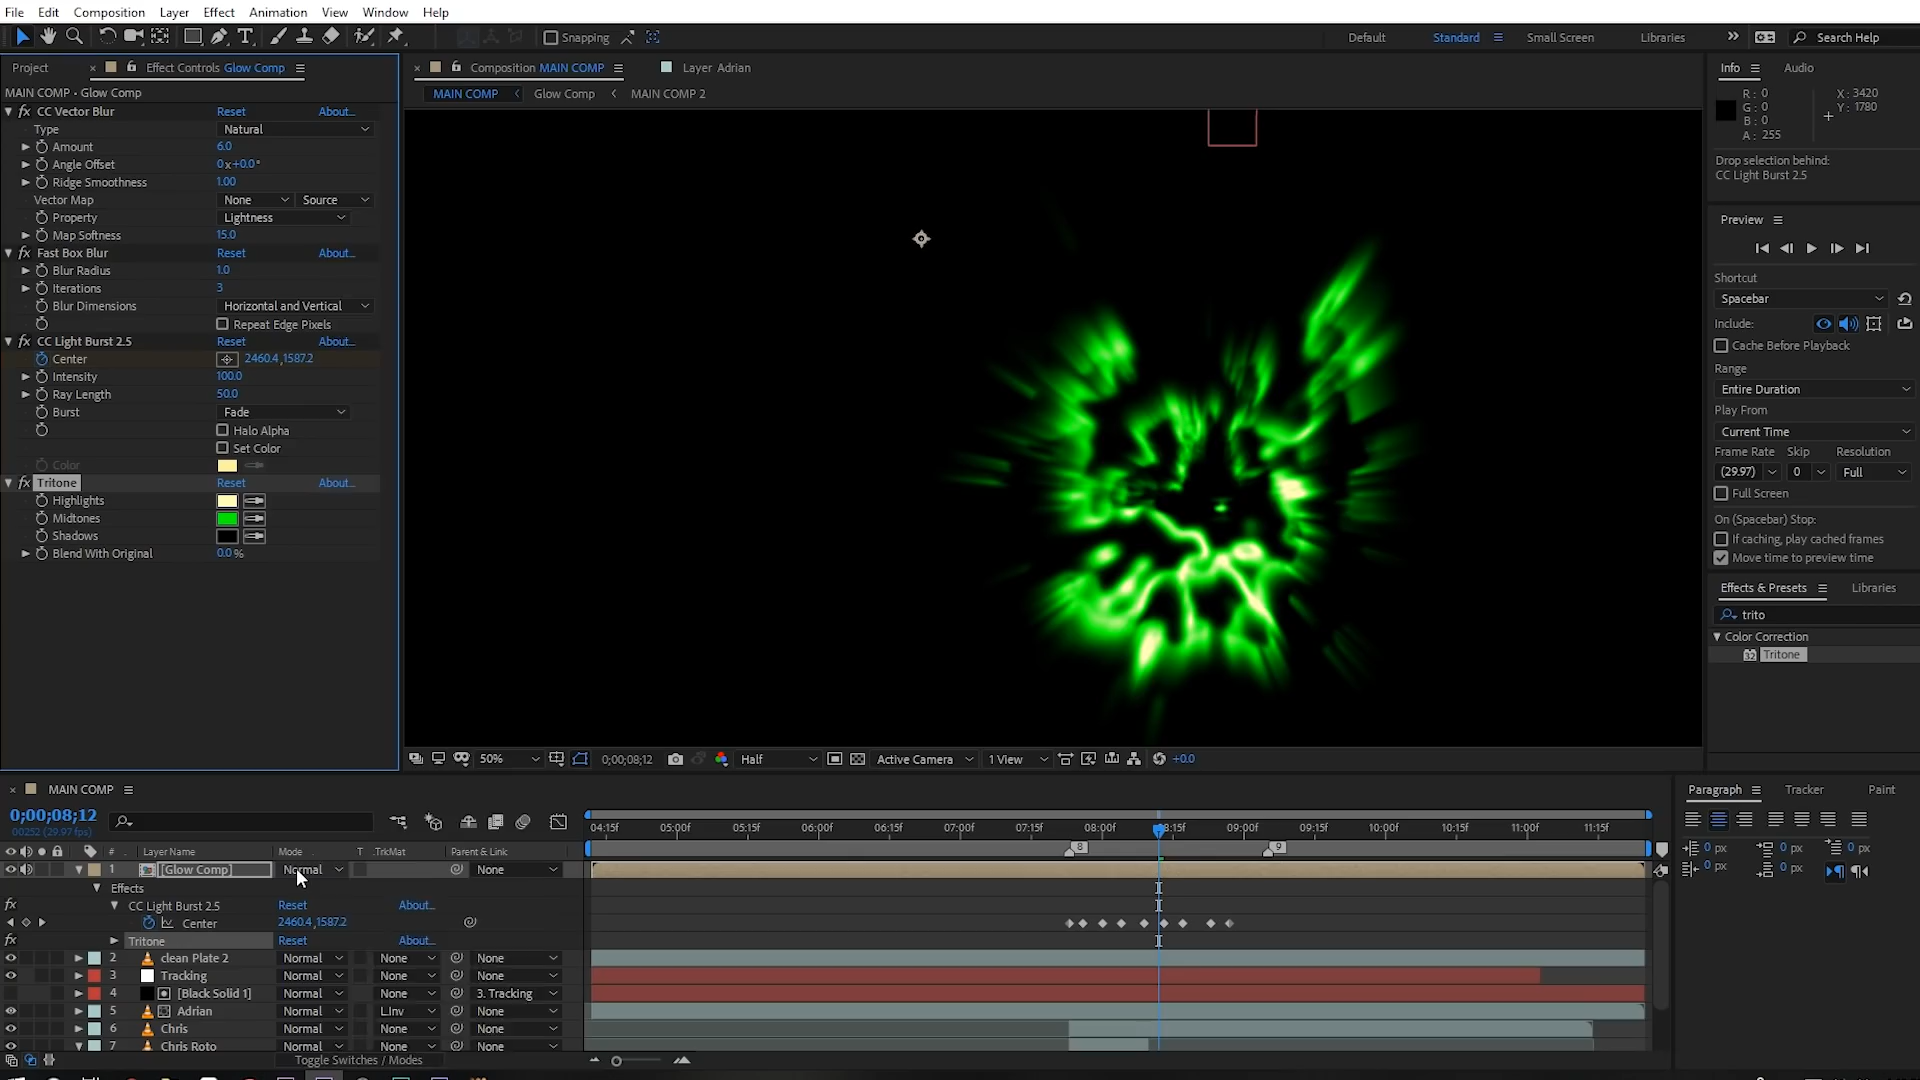 File Edit Composition Layer Effect Animation View Window Help
Snapping Default Standard Small Screen Libraries Search Help
Project Effect Controls Glow Comp
MAIN COMP • Glow Comp
CC Vector Blur Reset About...
Type Natural
Amount 6.0
Angle Offset 0x+0.0°
Ridge Smoothness 1.00
Vector Map None Source
Property Lightness
Map Softness 15.0
Fast Box Blur Reset About...
Blur Radius 1.0
Iterations 3
Blur Dimensions Horizontal and Vertical
Repeat Edge Pixels
CC Light Burst 2.5 Reset About...
Center 2460.4,1587.2
Intensity 100.0
Ray Length 50.0
Burst Fade
Halo Alpha
Set Color
Color
Tritone Reset About...
Highlights
Midtones
Shadows
Blend With Original 0.0%
Composition MAIN COMP Layer Adrian
MAIN COMP Glow Comp MAIN COMP 2
50% 0;00;08;12 Half Active Camera 1 View +0.0
Info Audio
R: 0 X: 3420
G: 0 Y: 1780
B: 0
A: 255
Drop selection behind:
CC Light Burst 2.5
Preview
Shortcut
Spacebar
Include:
Cache Before Playback
Range
Entire Duration
Play From
Current Time
Frame Rate Skip Resolution
(29.97) 0 Full
Full Screen
On (Spacebar) Stop:
If caching, play cached frames
Move time to preview time
Effects & Presets Libraries
trito
Color Correction
32 Tritone
MAIN COMP
0;00;08;12
00252 (29.97 fps)
04:15f 05:00f 05:15f 06:00f 06:15f 07:00f 07:15f 08:00f 08:15f 09:00f 09:15f 10:00f 10:15f 11:00f 11:15f
# Layer Name Mode T .TrkMat Parent & Link 8 9
1 [Glow Comp] Normal None
Effects
fx CC Light Burst 2.5 Reset About...
Center 2460.4,1587.2
fx Tritone Reset About...
2 clean Plate 2 Normal None None
3 Tracking Normal None None
4 [Black Solid 1] Normal None 3. Tracking
5 Adrian Normal L.Inv None
6 Chris Normal None None
7 Chris Roto Normal None None
Toggle Switches / Modes
Paragraph Tracker Paint
0 px 0 px 0 px
0 px 0 px